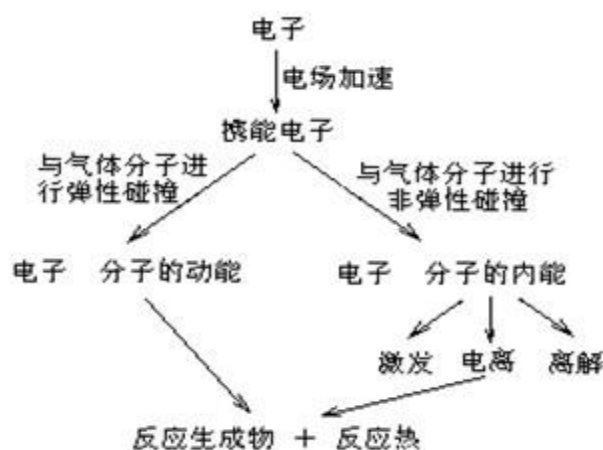 电子
电场加速
携能电子
与气体分子进
行弹性碰撞
与气体分子进行
非弹性碰撞
电子 分子的动能
电子 分子的内能
激发 电离 离解
反应生成物 + 反应热